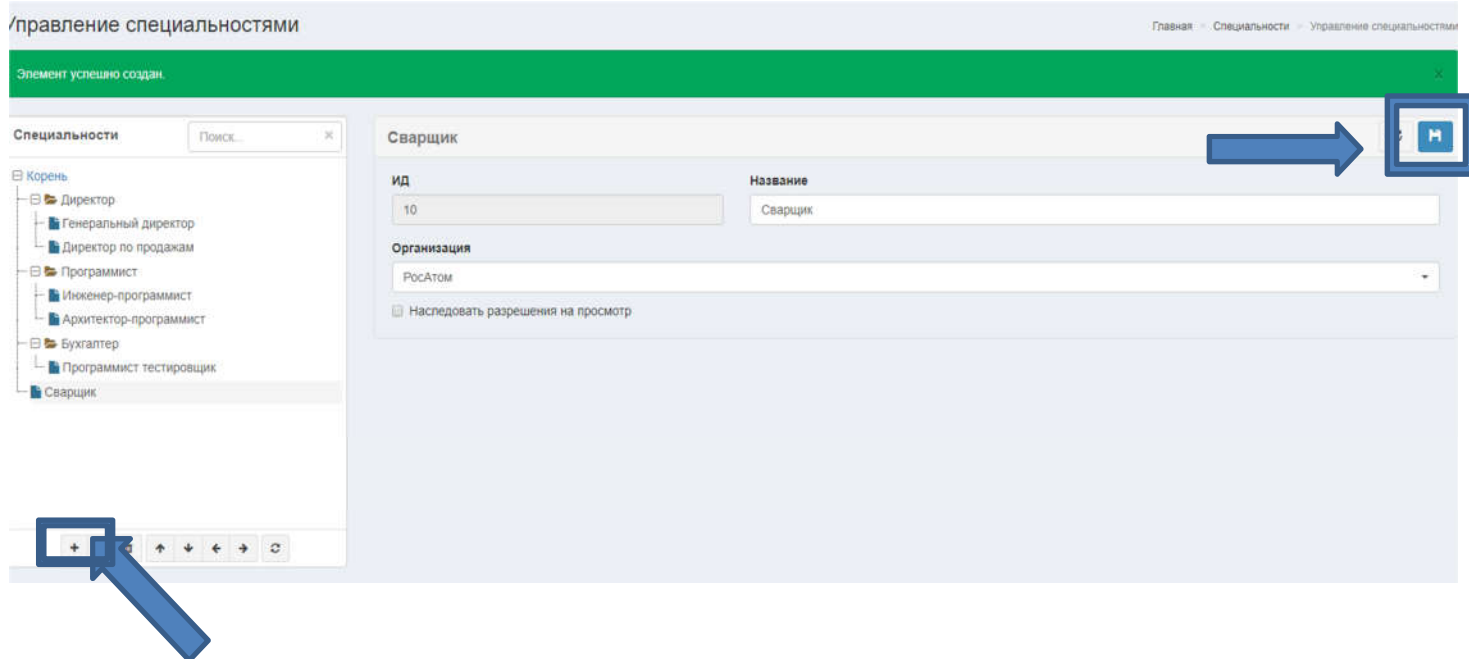 Управление специальностями
Главная Специальности Управление специальностями
Элемент успешно создан.
Специальности
Поиск...
Корень
Директор
Генеральный директор
Директор по продажам
Программист
Инженер-программист
Архитектор-программист
Бухгалтер
Программист тестировщик
Сварщик
Сварщик
ИД
10
Название
Сварщик
Организация
РосАтом
Наследовать разрешения на просмотр